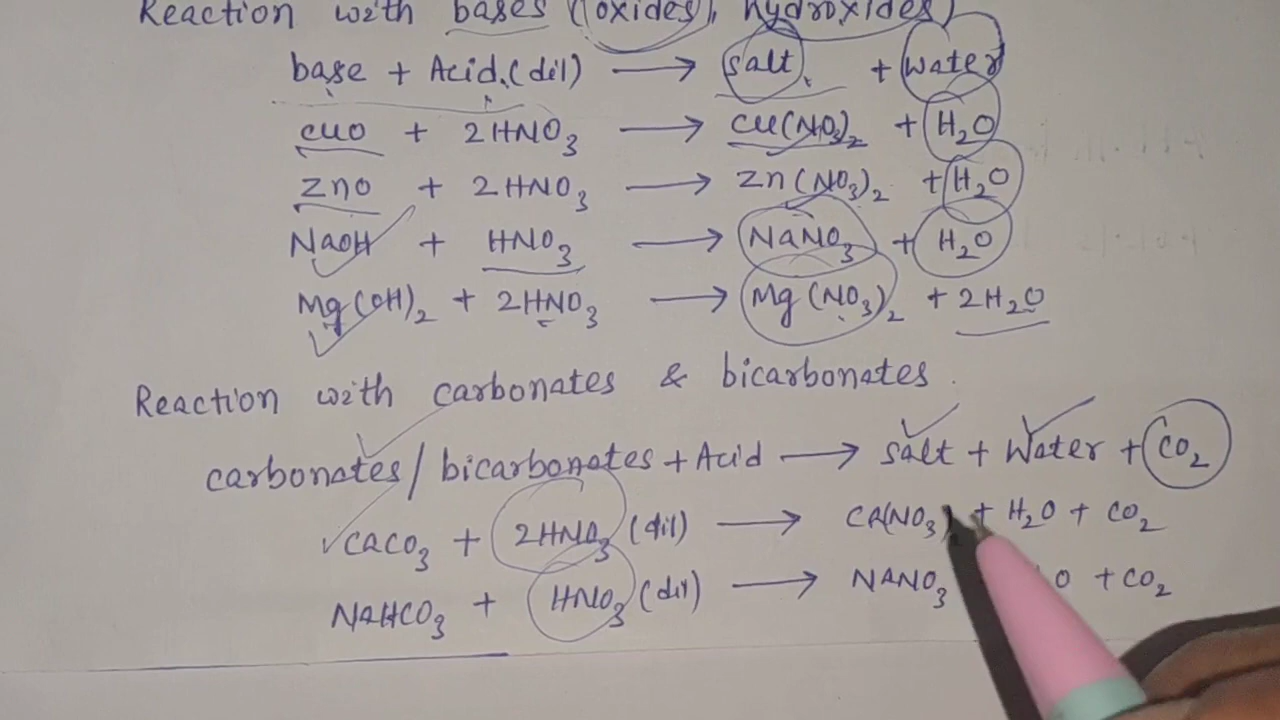 Reaction with bases (oxides), hydroxides)
base + Acid (dil) → salt + Water
CuO + 2HNO₃ → Cu(NO₃)₂ + H₂O
ZnO + 2HNO₃ → Zn(NO₃)₂ + H₂O
NaOH + HNO₃ → NaNO₃ + H₂O
Mg(OH)₂ + 2HNO₃ → Mg(NO₃)₂ + 2H₂O
Reaction with carbonates & bicarbonates.
carbonates/bicarbonates + Acid → salt + Water + CO₂
CaCO₃ + 2HNO₃ (dil) → Ca(NO₃) + H₂O + CO₂
NaHCO₃ + HNO₃ (dil) → NaNO₃ O + CO₂